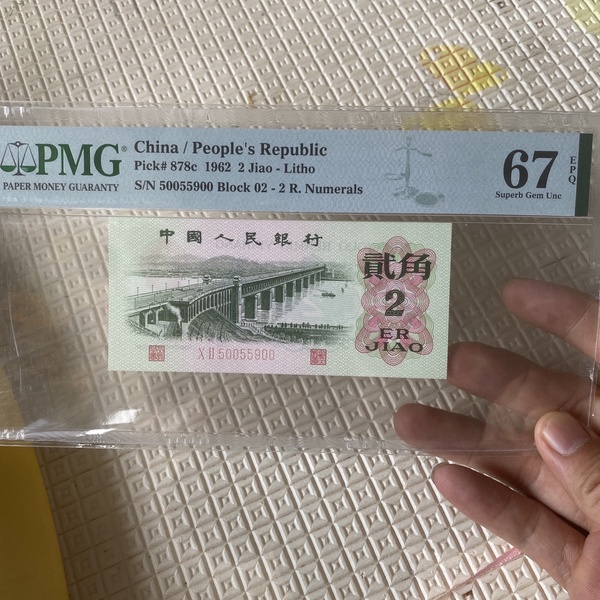 PMG®
PAPER MONEY GUARANTY
China / People's Republic
Pick# 878c 1962 2 Jiao - Litho
S/N 50055900 Block 02 - 2 R. Numerals
67 EPQ
Superb Gem Unc
中國人民銀行
貳角
2
ER
JIAO
XII 50055900